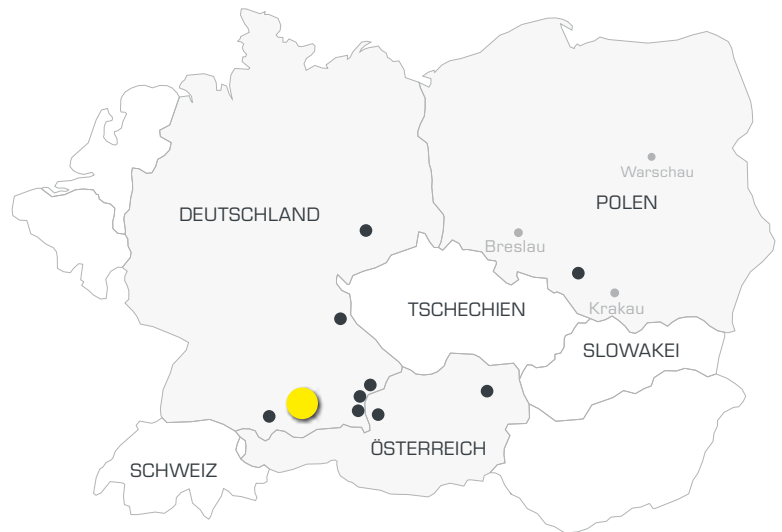 Warschau
POLEN
DEUTSCHLAND
Breslau
Krakau
TSCHECHIEN
SLOWAKEI
ÖSTERREICH
SCHWEIZ